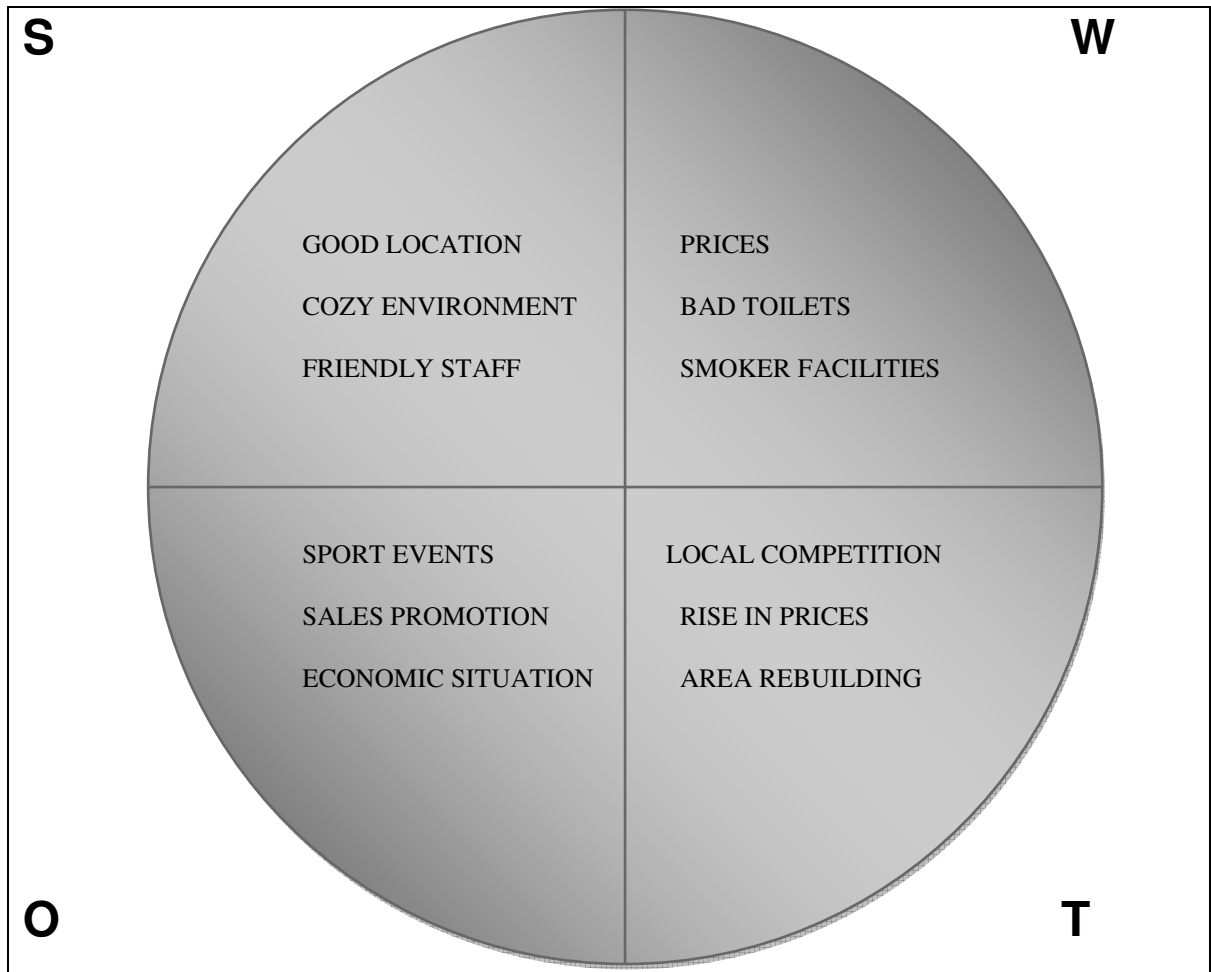 S
W
GOOD LOCATION
COZY ENVIRONMENT
FRIENDLY STAFF
PRICES
BAD TOILETS
SMOKER FACILITIES
SPORT EVENTS
SALES PROMOTION
ECONOMIC SITUATION
LOCAL COMPETITION
RISE IN PRICES
AREA REBUILDING
O
T